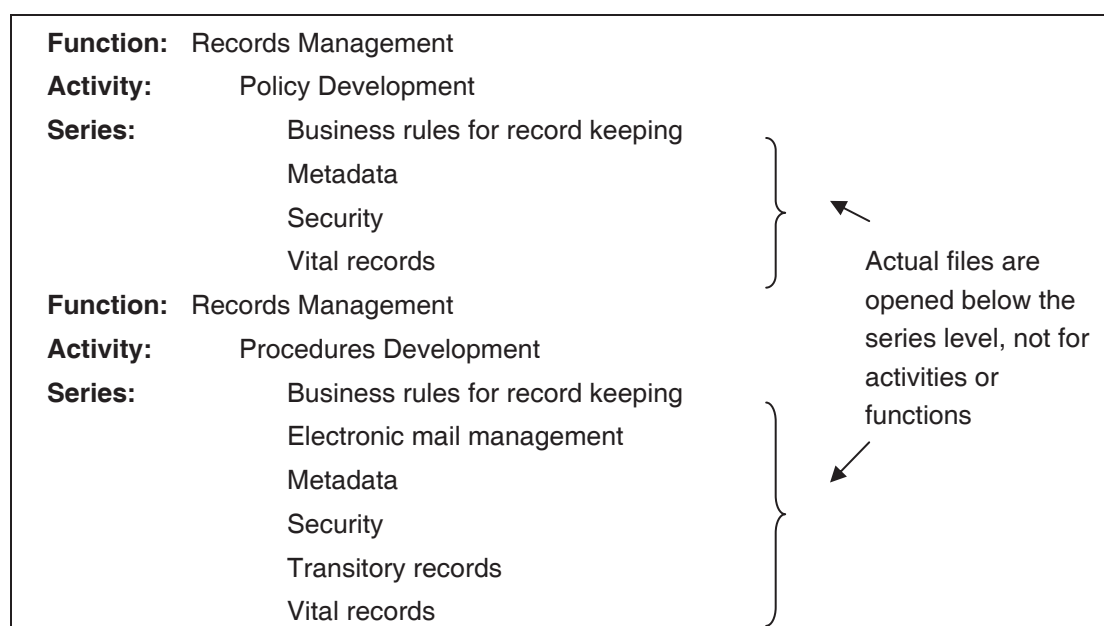 Function: Records Management
Activity: Policy Development
Series: Business rules for record keeping
Metadata
Security
Vital records
Function: Records Management
Activity: Procedures Development
Series: Business rules for record keeping
Electronic mail management
Metadata
Security
Transitory records
Vital records
Actual files are
opened below the
series level, not for
activities or
functions